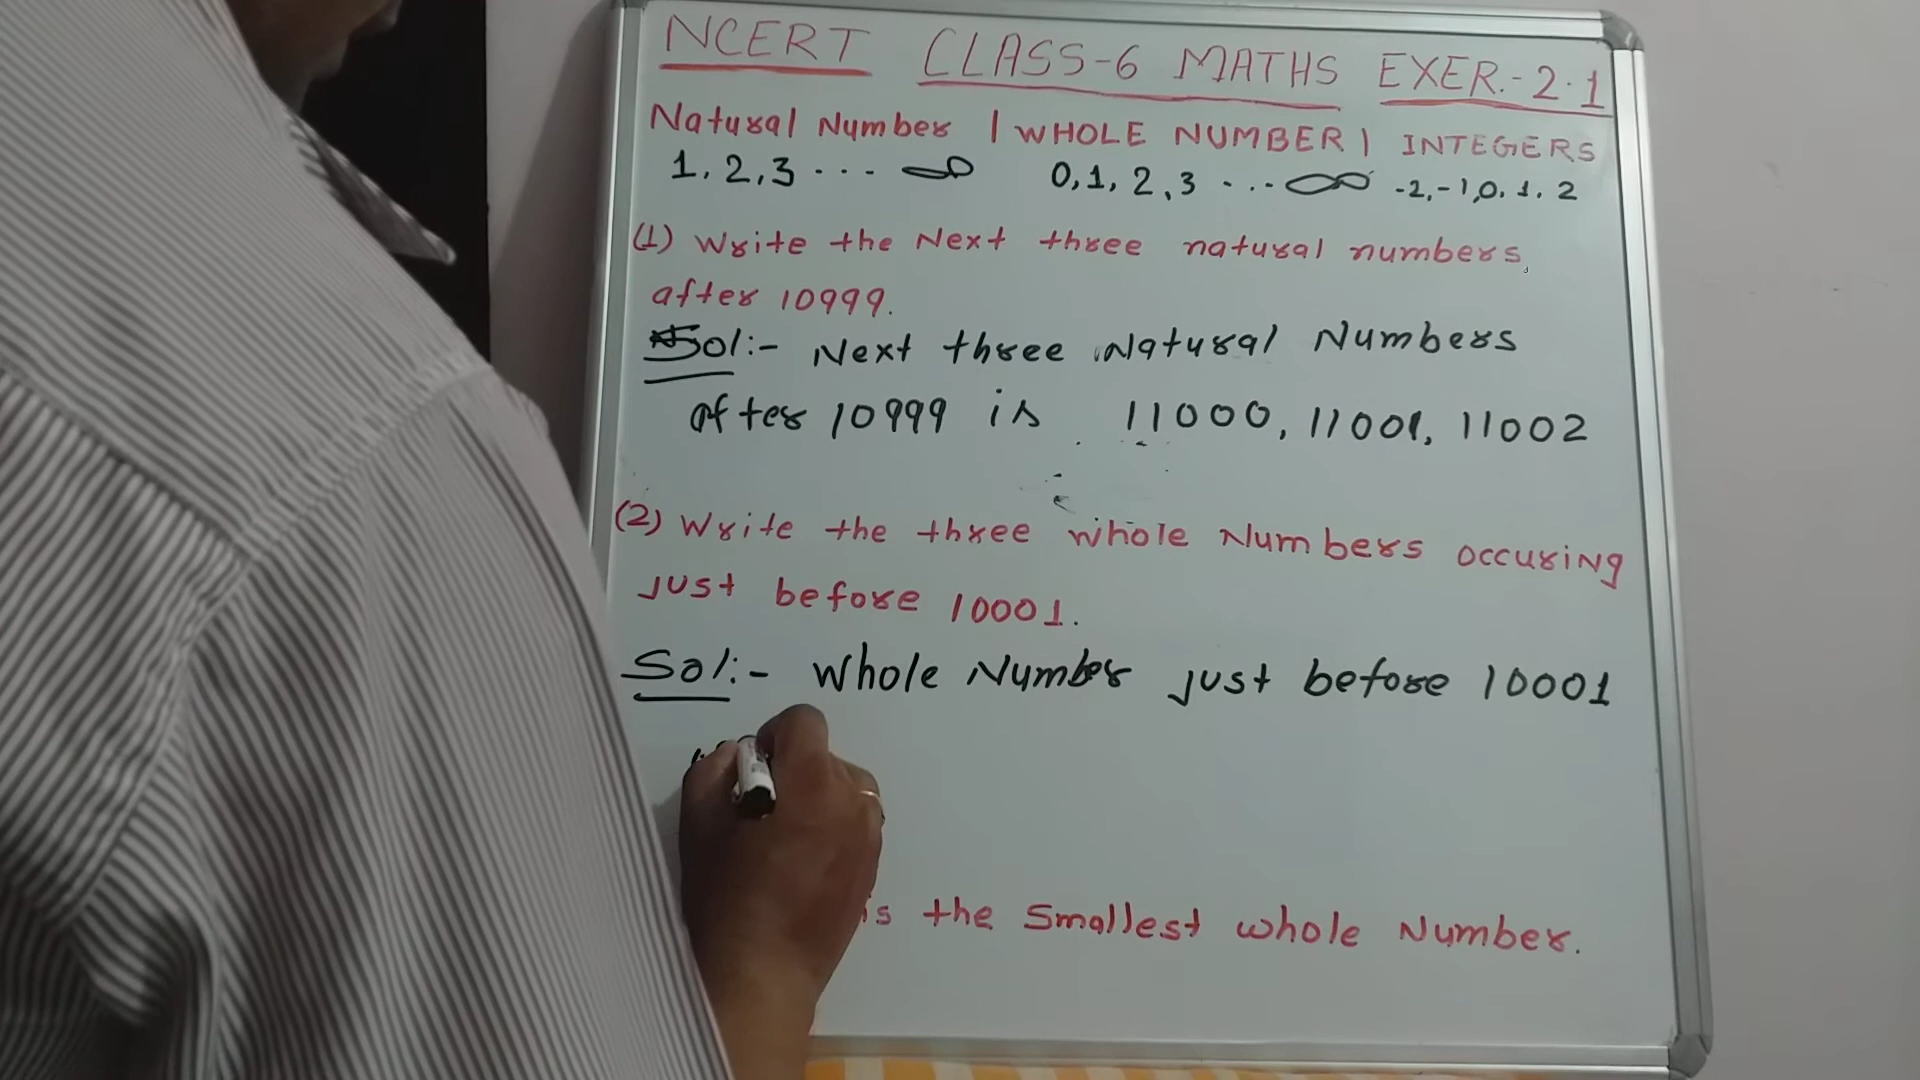 NCERT CLASS-6 MATHS EXER.-2.1
Natural Number | WHOLE NUMBER | INTEGERS
1, 2, 3 ... ∞ 0, 1, 2, 3 ... ∞ -2, -1, 0, 1, 2
(1) Write the Next three natural numbers,
after 10999.
Sol:- Next three Natural Numbers
after 10999 is 11000, 11001, 11002
(2) Write the three whole Numbers occuring
just before 10001.
Sol:- Whole Number just before 10001
is the Smallest whole Number.